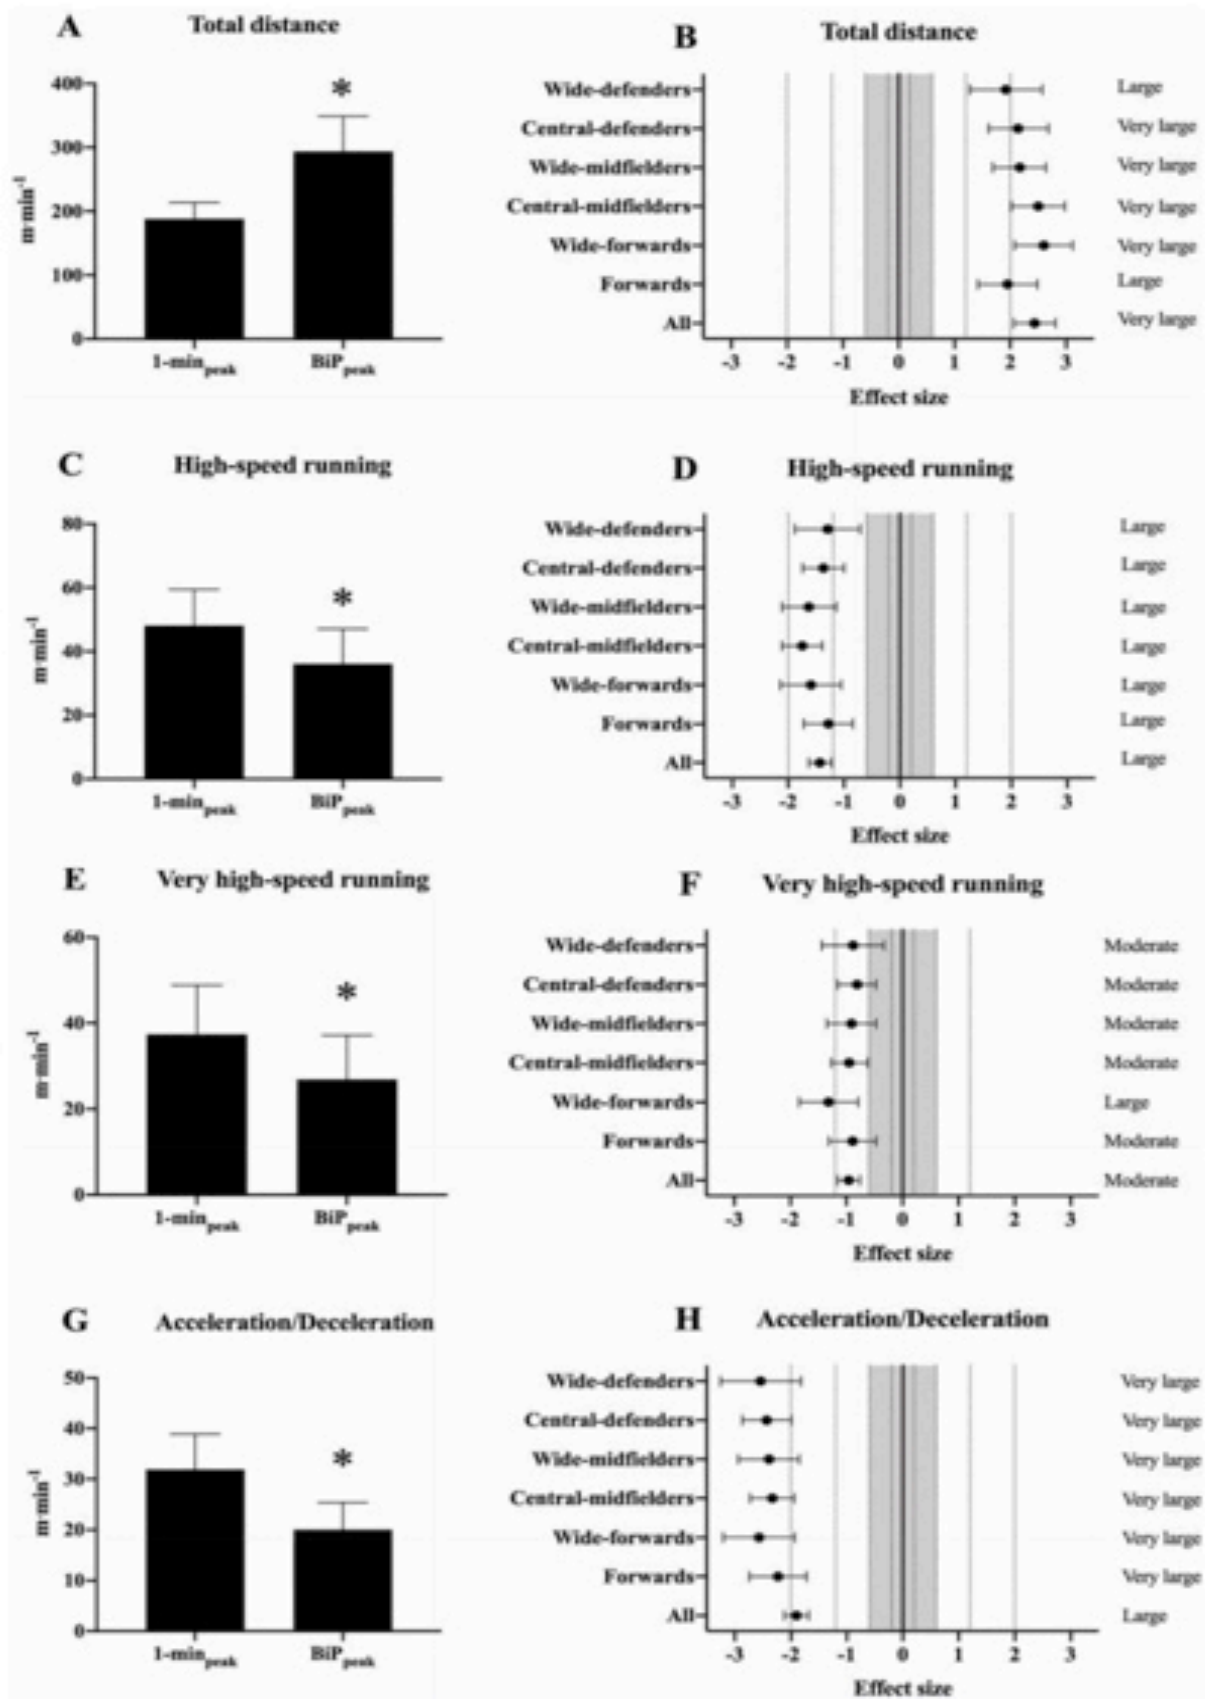 A Total distance
400
300
200
100
0
m·min⁻¹
1-min_peak BiP_peak
*
B Total distance
Wide-defenders Large
Central-defenders Very large
Wide-midfielders Very large
Central-midfielders Very large
Wide-forwards Very large
Forwards Large
All Very large
-3 -2 -1 0 1 2 3
Effect size
C High-speed running
80
60
40
20
0
m·min⁻¹
1-min_peak BiP_peak
*
D High-speed running
Wide-defenders Large
Central-defenders Large
Wide-midfielders Large
Central-midfielders Large
Wide-forwards Large
Forwards Large
All Large
-3 -2 -1 0 1 2 3
Effect size
E Very high-speed running
60
40
20
0
m·min⁻¹
1-min_peak BiP_peak
*
F Very high-speed running
Wide-defenders Moderate
Central-defenders Moderate
Wide-midfielders Moderate
Central-midfielders Moderate
Wide-forwards Large
Forwards Moderate
All Moderate
-3 -2 -1 0 1 2 3
Effect size
G Acceleration/Deceleration
50
40
30
20
10
0
m·min⁻¹
1-min_peak BiP_peak
*
H Acceleration/Deceleration
Wide-defenders Very large
Central-defenders Very large
Wide-midfielders Very large
Central-midfielders Very large
Wide-forwards Very large
Forwards Very large
All Large
-3 -2 -1 0 1 2 3
Effect size